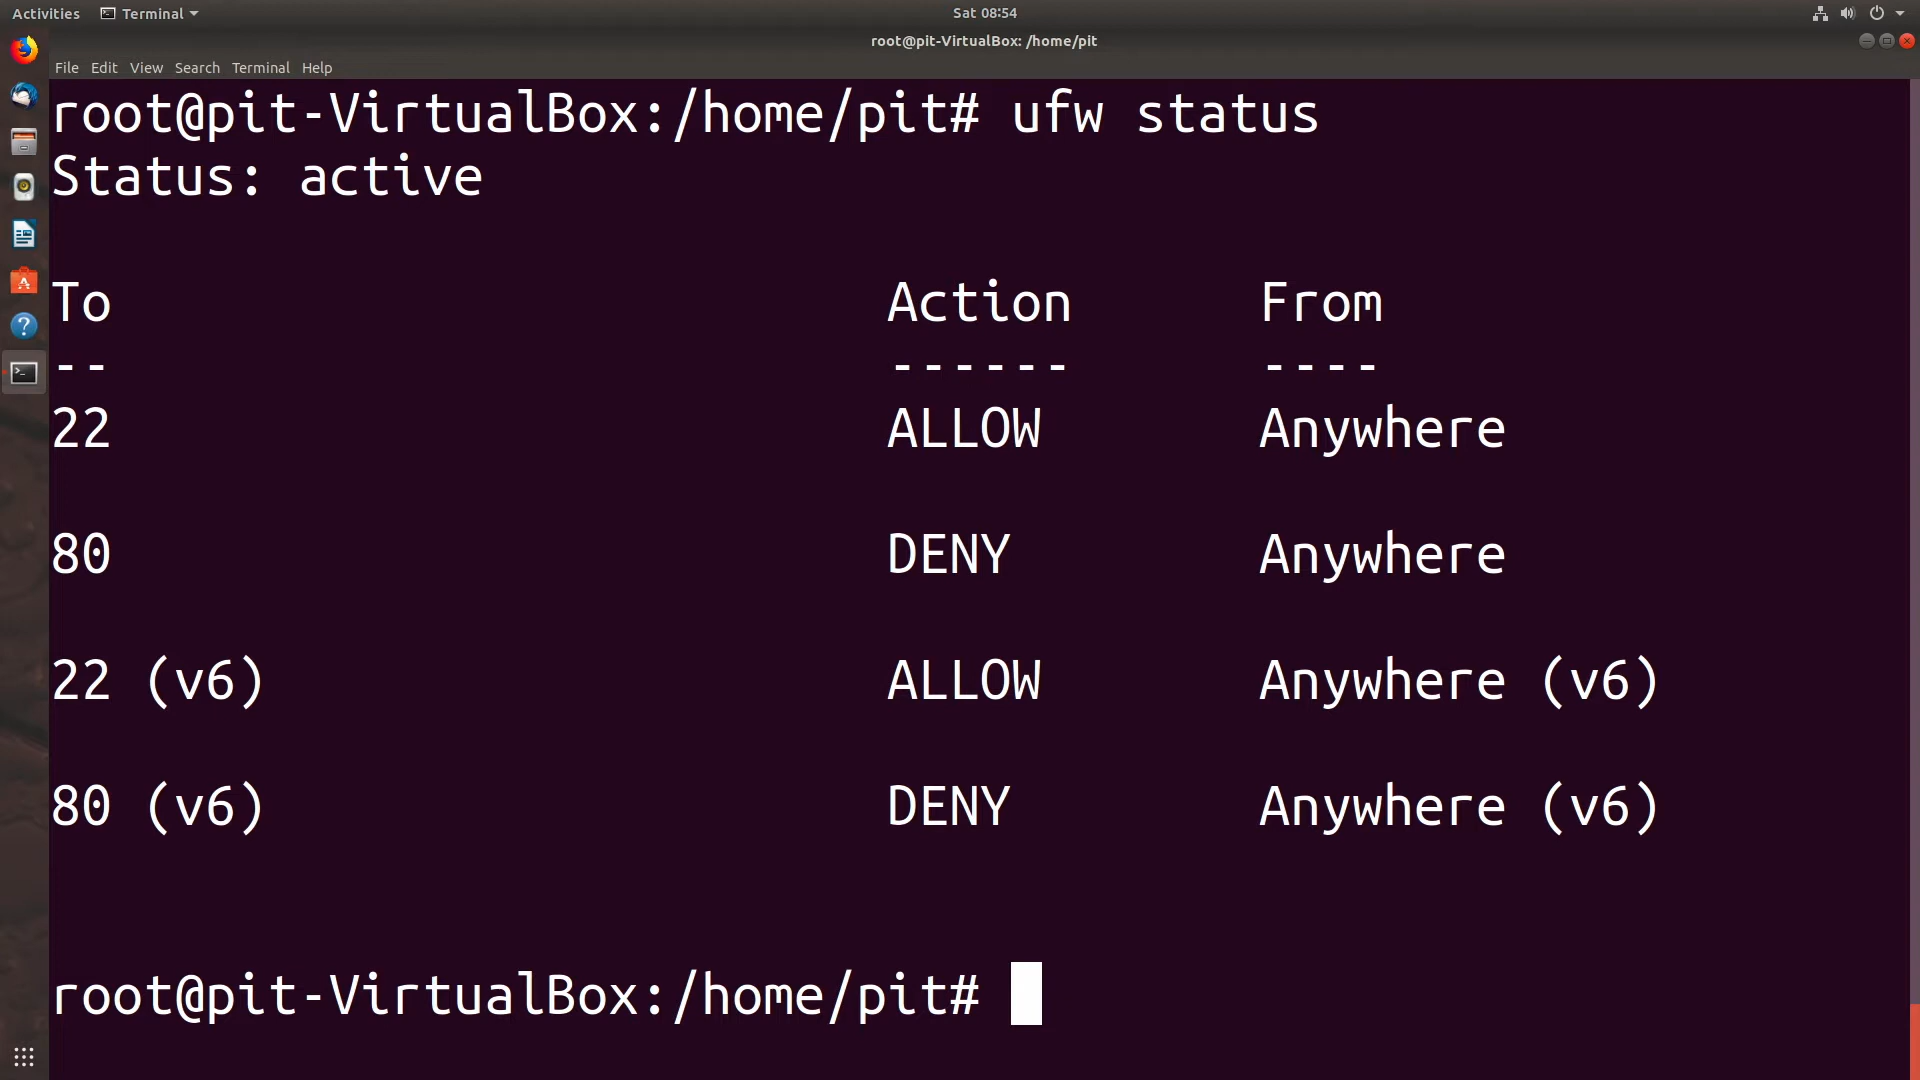 Activities Terminal Sat 08:54
root@pit-VirtualBox: /home/pit
File Edit View Search Terminal Help
root@pit-VirtualBox:/home/pit# ufw status
Status: active
To Action From
-- ------ ----
22 ALLOW Anywhere
80 DENY Anywhere
22 (v6) ALLOW Anywhere (v6)
80 (v6) DENY Anywhere (v6)
root@pit-VirtualBox:/home/pit#